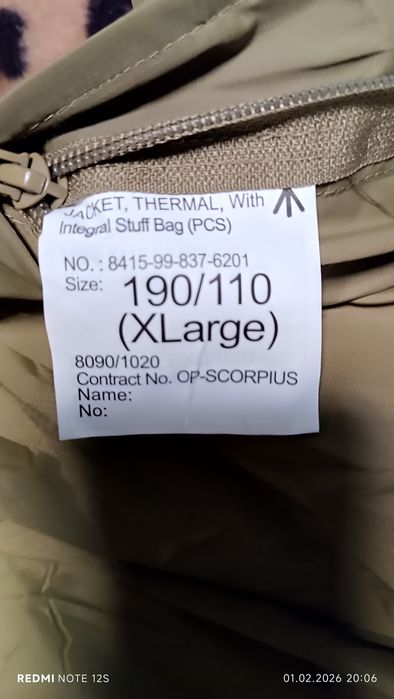 JACKET, THERMAL, With
Integral Stuff Bag (PCS)
NO. : 8415-99-837-6201
Size: 190/110
(XLarge)
8090/1020
Contract No. OP-SCORPIUS
Name:
No:
REDMI NOTE 12S
01.02.2026 20:06